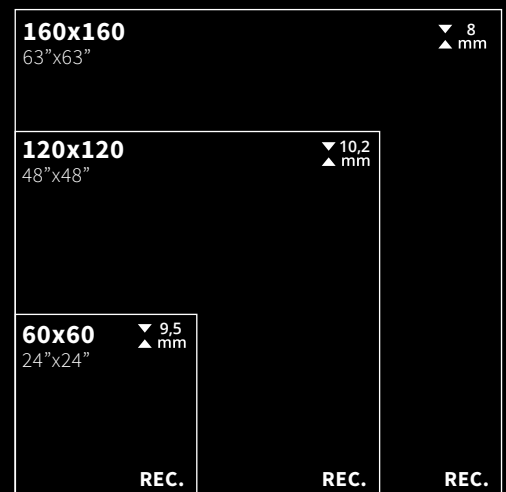 160x160
63”x63”
8
mm
120x120
48”x48”
10,2
mm
60x60
24”x24”
9,5
mm
REC.
REC.
REC.